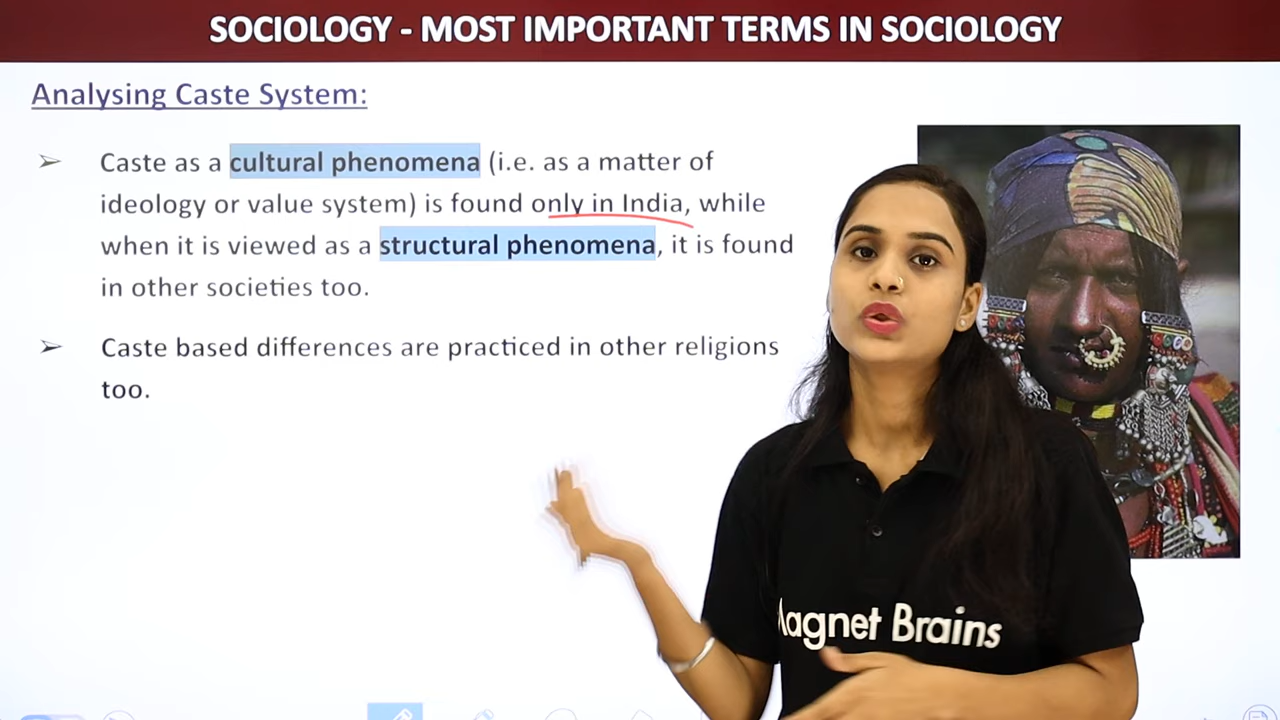 SOCIOLOGY - MOST IMPORTANT TERMS IN SOCIOLOGY
Analysing Caste System:
➢ Caste as a cultural phenomena (i.e. as a matter of
ideology or value system) is found only in India, while
when it is viewed as a structural phenomena, it is found
in other societies too.
➢ Caste based differences are practiced in other religions
too.
agnet Brains